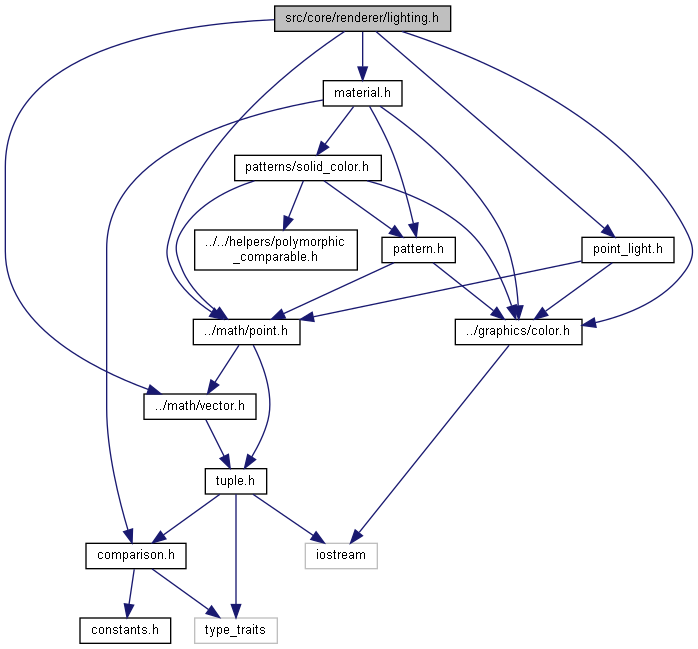 src/core/renderer/lighting.h
material.h
patterns/solid_color.h
../../helpers/polymorphic
_comparable.h
pattern.h
point_light.h
../math/point.h
../graphics/color.h
../math/vector.h
tuple.h
comparison.h
iostream
constants.h
type_traits